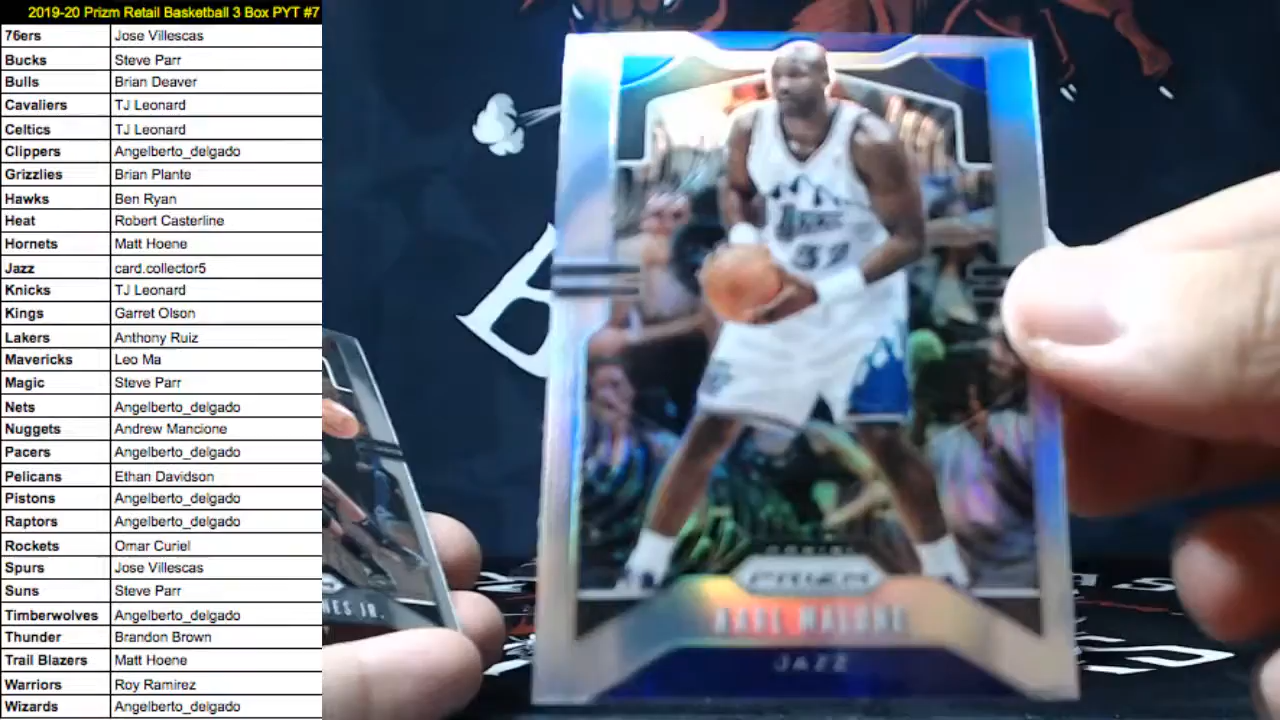 2019-20 Prizm Retail Basketball 3 Box PYT #7
76ers Jose Villescas
Bucks Steve Parr
Bulls Brian Deaver
Cavaliers TJ Leonard
Celtics TJ Leonard
Clippers Angelberto_delgado
Grizzlies Brian Plante
Hawks Ben Ryan
Heat Robert Casterline
Hornets Matt Hoene
Jazz card.collector5
Knicks TJ Leonard
Kings Garret Olson
Lakers Anthony Ruiz
Mavericks Leo Ma
Magic Steve Parr
Nets Angelberto_delgado
Nuggets Andrew Mancione
Pacers Angelberto_delgado
Pelicans Ethan Davidson
Pistons Angelberto_delgado
Raptors Angelberto_delgado
Rockets Omar Curiel
Spurs Jose Villescas
Suns Steve Parr
Timberwolves Angelberto_delgado
Thunder Brandon Brown
Trail Blazers Matt Hoene
Warriors Roy Ramirez
Wizards Angelberto_delgado
32
PANINI
PRIZM
KARL MALONE
JAZZ
NES JR.